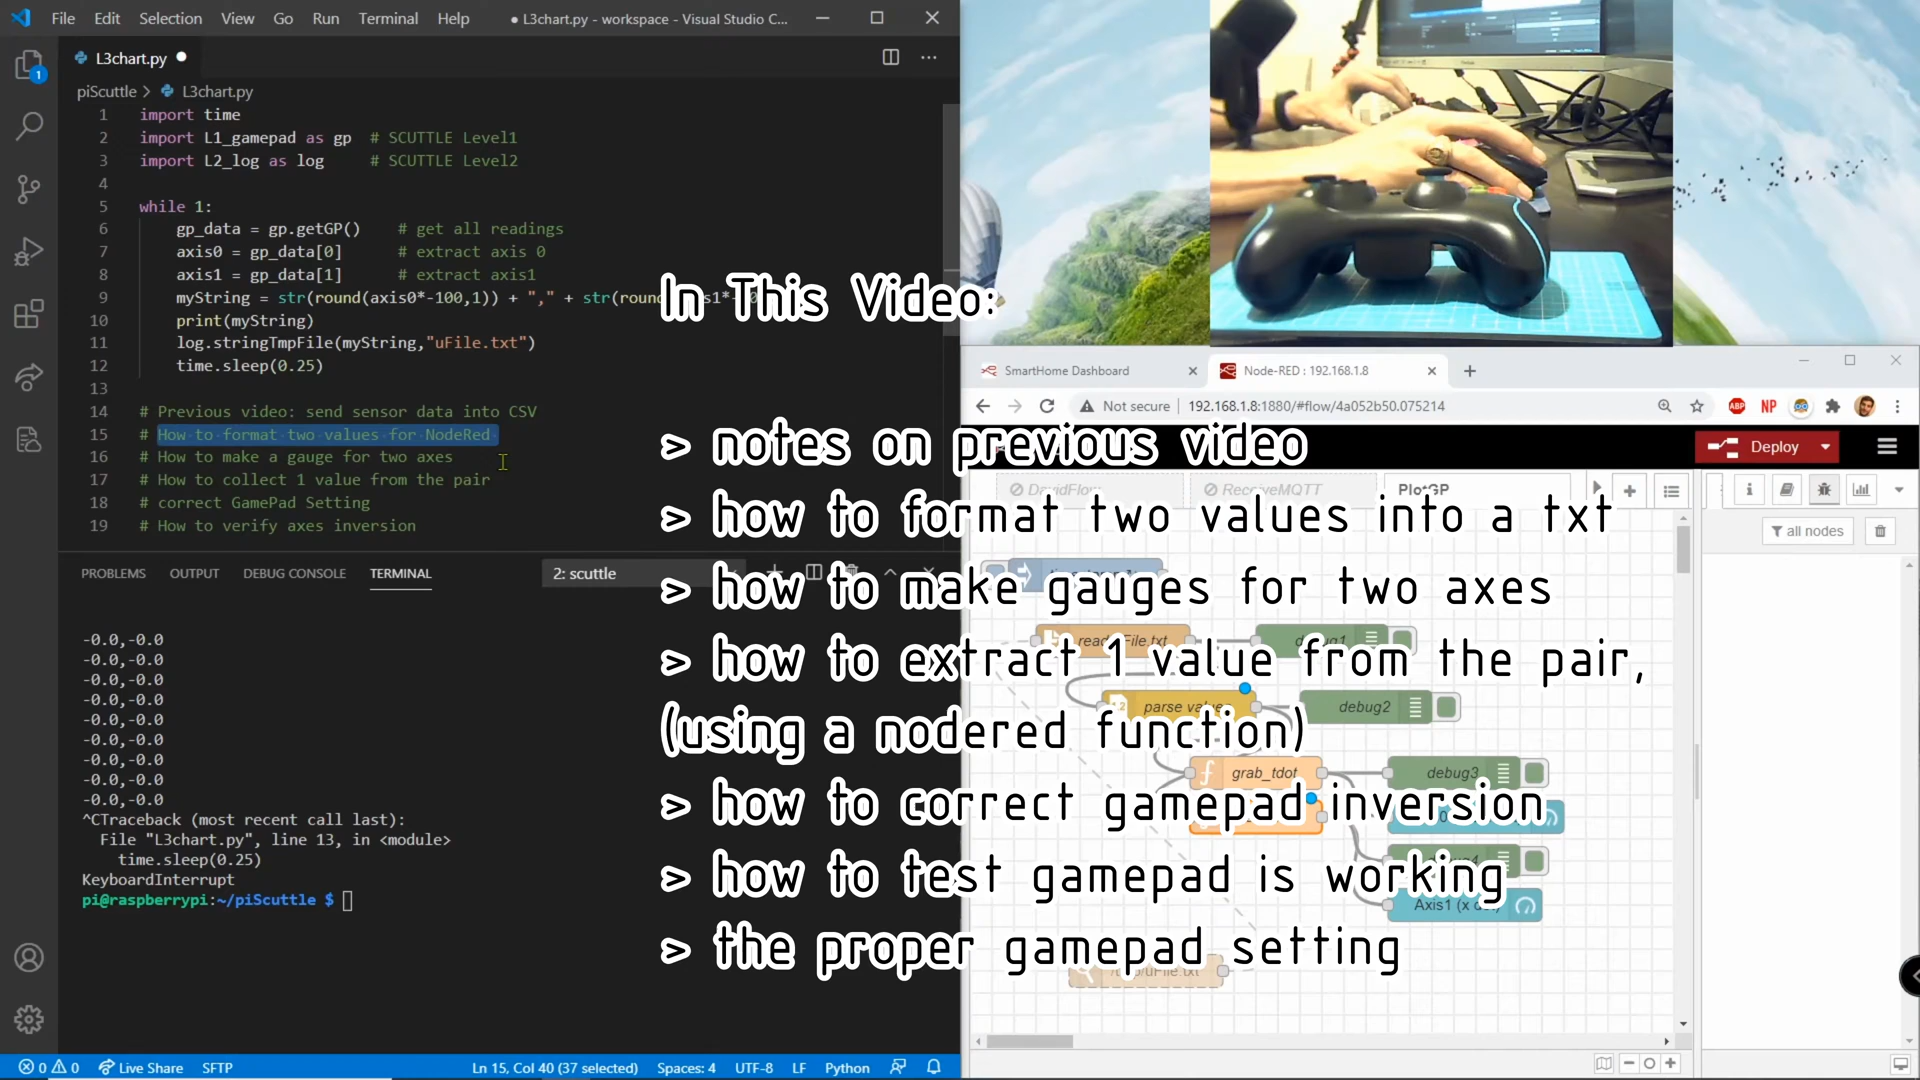 File Edit Selection View Go Run Terminal Help
● L3chart.py - workspace - Visual Studio C...
L3chart.py
piScuttle > L3chart.py
1 import time
2 import L1_gamepad as gp # SCUTTLE Level1
3 import L2_log as log # SCUTTLE Level2
4
5 while 1:
6 gp_data = gp.getGP() # get all readings
7 axis0 = gp_data[0] # extract axis 0
8 axis1 = gp_data[1] # extract axis1
9 myString = str(round(axis0*-100,1)) + "," + str(roun
10 print(myString)
11 log.stringTmpFile(myString,"uFile.txt")
12 time.sleep(0.25)
13
14 # Previous video: send sensor data into CSV
15 # How to format two values for NodeRed
16 # How to make a gauge for two axes
17 # How to collect 1 value from the pair
18 # correct GamePad Setting
19 # How to verify axes inversion
PROBLEMS OUTPUT DEBUG CONSOLE TERMINAL 2: scuttle
-0.0,-0.0
-0.0,-0.0
-0.0,-0.0
-0.0,-0.0
-0.0,-0.0
-0.0,-0.0
-0.0,-0.0
-0.0,-0.0
-0.0,-0.0
^CTraceback (most recent call last):
File "L3chart.py", line 13, in <module>
time.sleep(0.25)
KeyboardInterrupt
pi@raspberrypi:~/piScuttle $
0 0 Live Share SFTP Ln 15, Col 40 (37 selected) Spaces: 4 UTF-8 LF Python
In This Video:
> notes on previous video
> how to format two values into a txt
> how to make gauges for two axes
> how to extract 1 value from the pair,
(using a nodered function)
> how to correct gamepad inversion
> how to test gamepad is working
> the proper gamepad setting
SmartHome Dashboard
Node-RED : 192.168.1.8
Not secure 192.168.1.8:1880/#flow/4a052b50.075214
ABP NP
Deploy
DavidFlow ReceiveMQTT PlotGP
all nodes
debug1
parse values debug2
grab_tdot debug3
Axis1 (x dot)
/tmp/uFile.txt